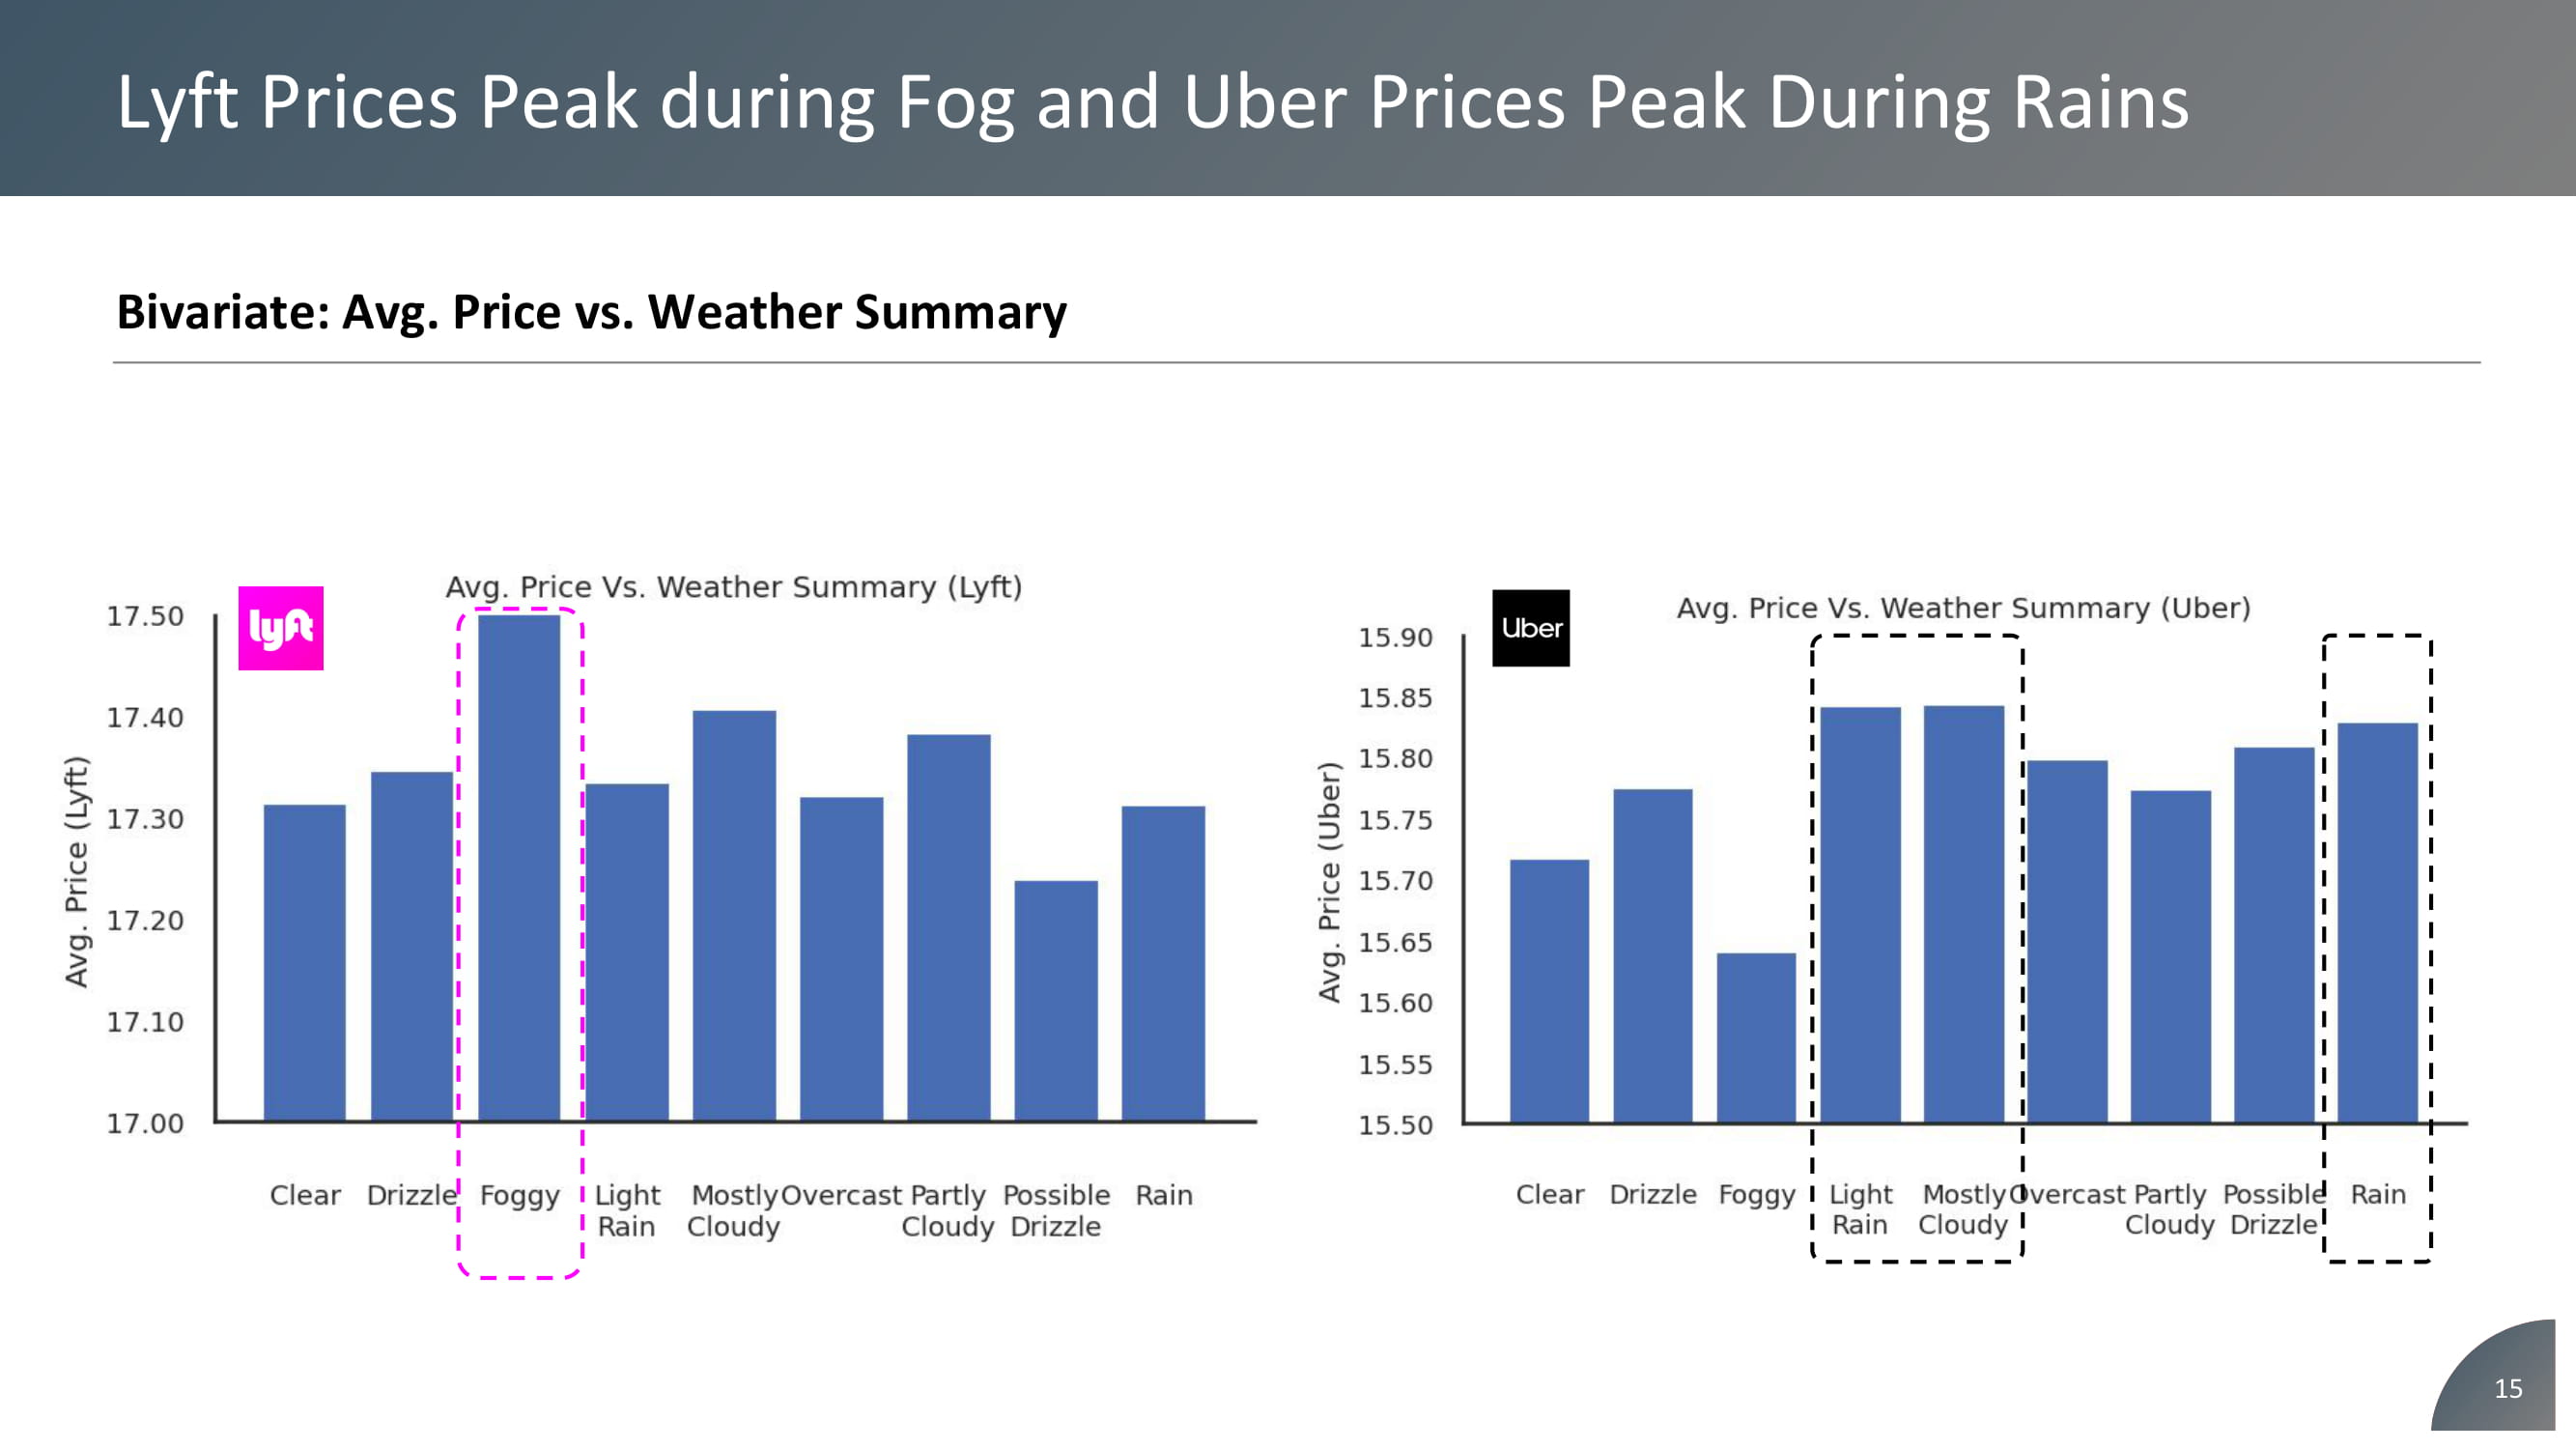 Lyft Prices Peak during Fog and Uber Prices Peak During Rains
Bivariate: Avg. Price vs. Weather Summary
Avg. Price Vs. Weather Summary (Lyft)
lyft
17.50
17.40
17.30
17.20
17.10
17.00
Avg. Price (Lyft)
Clear Drizzle Foggy Light Rain Mostly Cloudy Overcast Partly Cloudy Possible Drizzle Rain
Avg. Price Vs. Weather Summary (Uber)
Uber
15.90
15.85
15.80
15.75
15.70
15.65
15.60
15.55
15.50
Avg. Price (Uber)
Clear Drizzle Foggy Light Rain Mostly Cloudy Overcast Partly Cloudy Possible Drizzle Rain
15